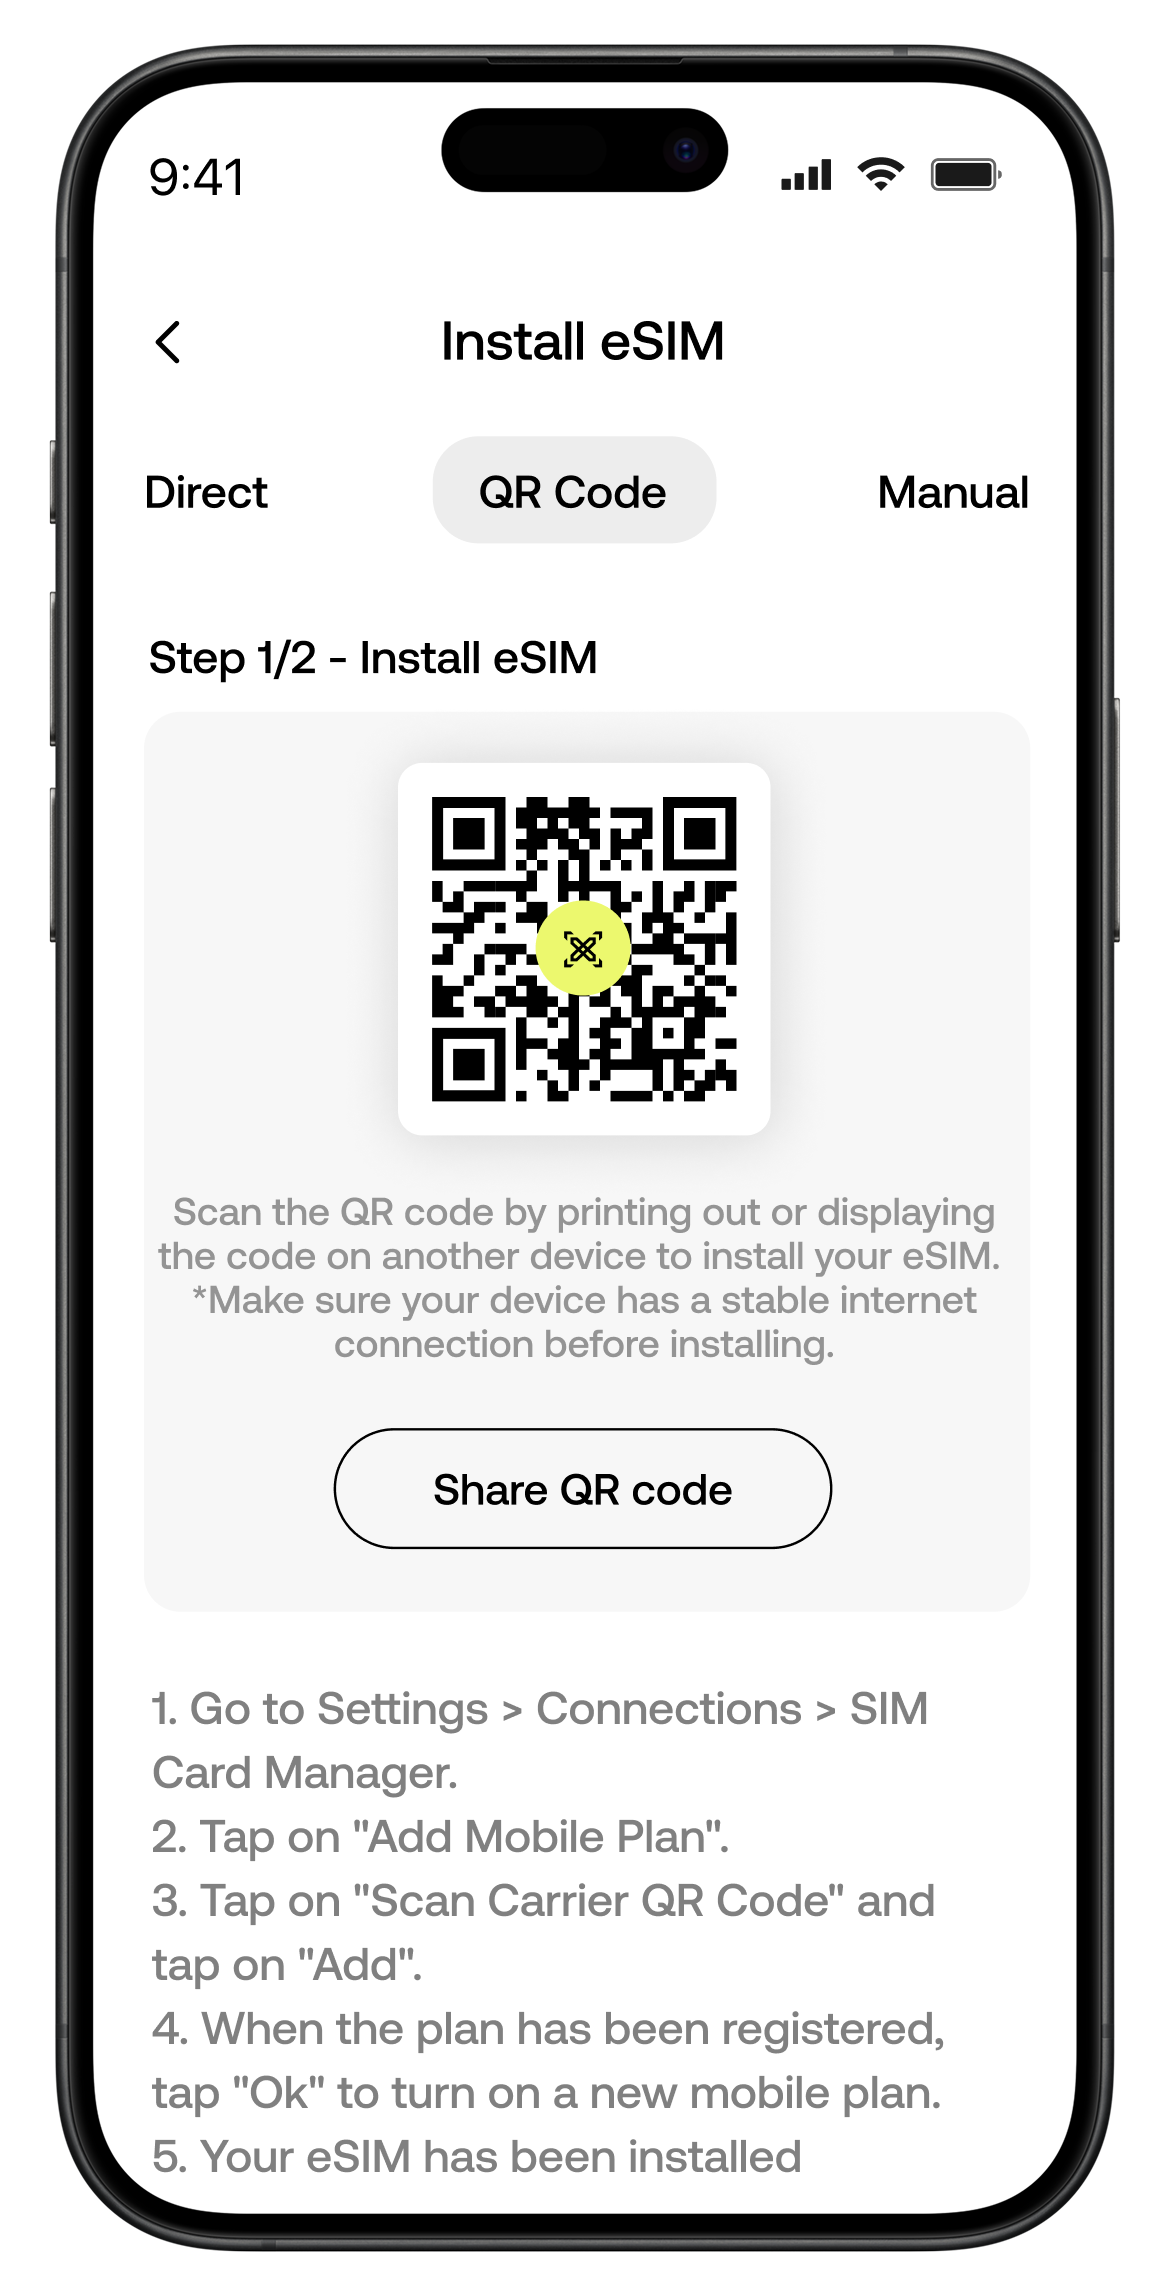 9:41
Install eSIM
Direct
QR Code
Manual
Step 1/2 - Install eSIM
Scan the QR code by printing out or displaying
the code on another device to install your eSIM.
*Make sure your device has a stable internet
connection before installing.
Share QR code
1. Go to Settings > Connections > SIM
Card Manager.
2. Tap on "Add Mobile Plan".
3. Tap on "Scan Carrier QR Code" and
tap on "Add".
4. When the plan has been registered,
tap "Ok" to turn on a new mobile plan.
5. Your eSIM has been installed